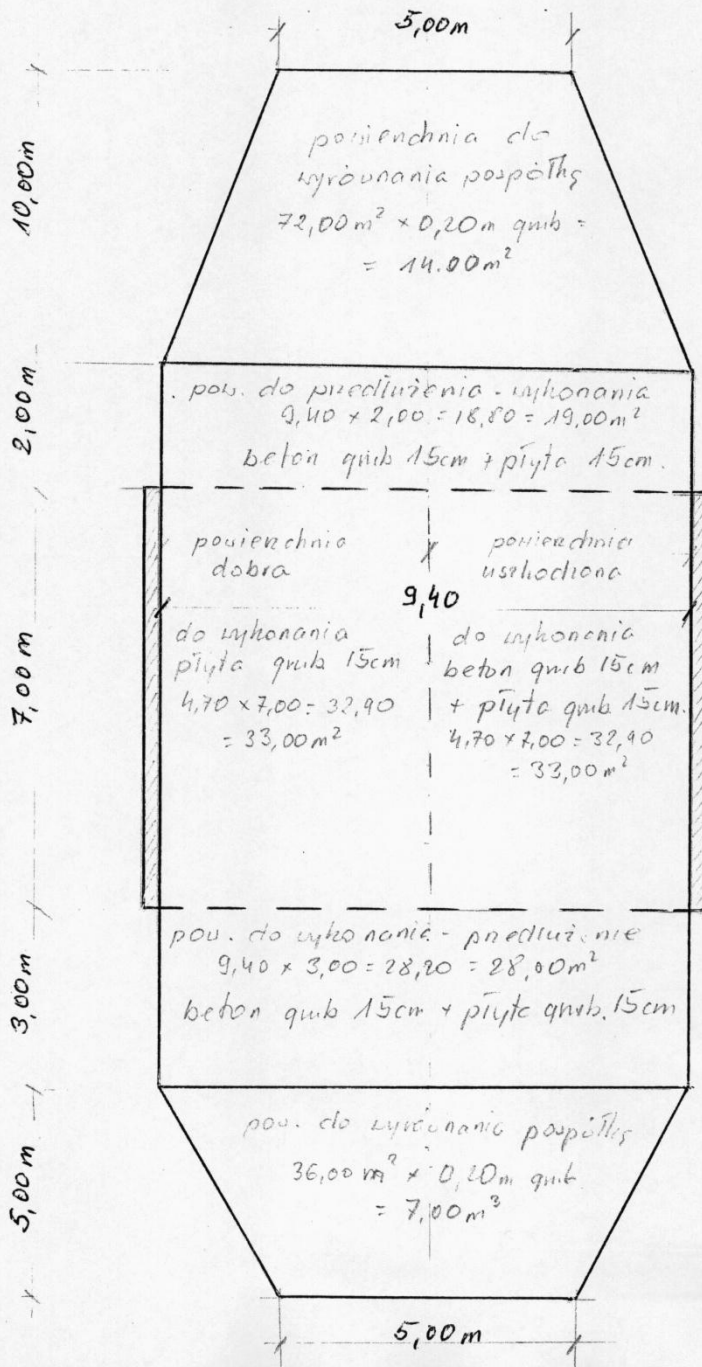 5,00m
10,00m
powierzchnia do
wyrównania pospółką
72,00m² × 0,20m grub =
= 14.00m²
2,00m
. pow. do przedłużenia - wykonania
9,40 × 2,00 = 18,80 = 19,00m²
beton grub 15cm + płyta 15cm.
7,00m
powierzchnia
dobra
powierzchnia
uszkodzona
9,40
do wykonania
płyta grub 15cm
4,70 × 7,00 = 32,90
= 33,00m²
do wykonania
beton grub 15cm
+ płyta grub 15cm.
4,70 × 7,00 = 32,90
= 33,00m²
3,00m
pow. do wykonania - przedłużenie
9,40 × 3,00 = 28,20 = 28,00m²
beton grub 15cm + płyta grub. 15cm
5,00m
pow. do wyrównania pospółką
36,00m² × 0,20m grub.
= 7,00m³
5,00m